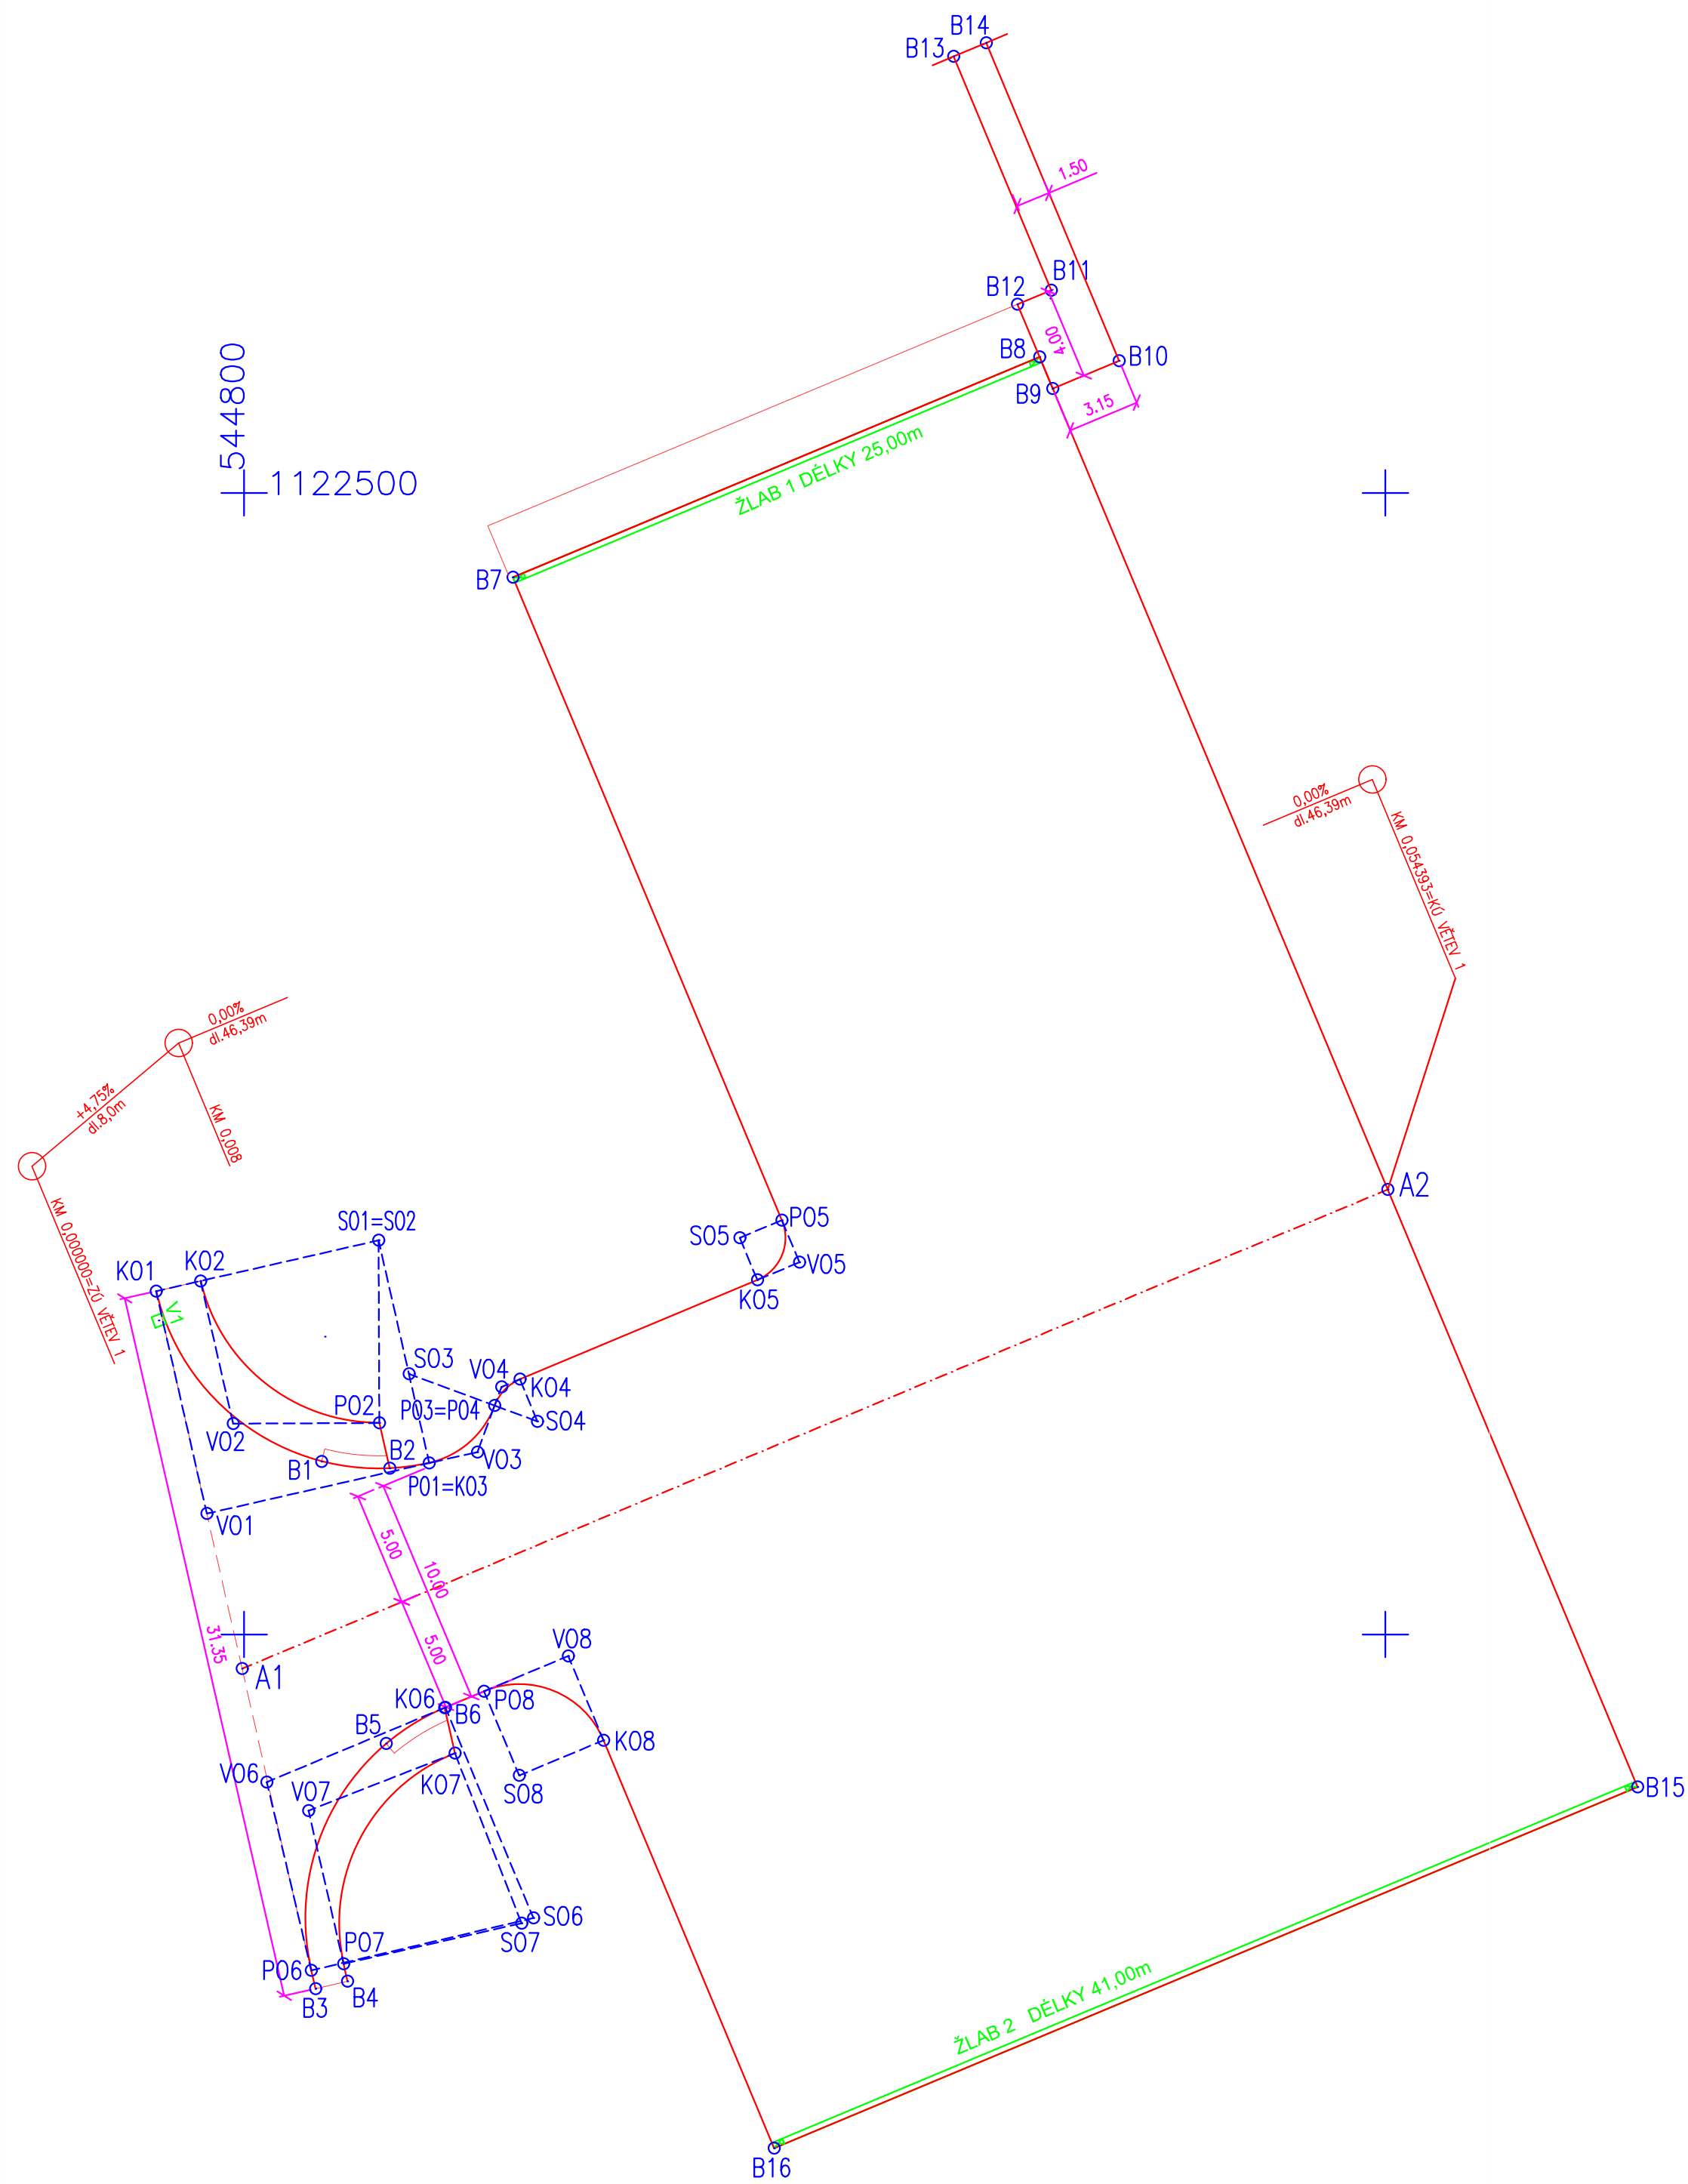 B14
B13
1.50
B11
B12
B8
B10
B9
4.00
3.15
544800
1122500
ŽLAB 1 DÉLKY 25,00m
B7
0,00%
dl.46,39m
KM 0,054393=KÚ VĚTEV 1
0,00%
dl.46,39m
+4,75%
dl.8,0m
KM 0,008
KM 0,000000=ZÚ VĚTEV 1
A2
S01=S02
P05
S05
V05
K05
K01
K02
V1
S03
V04
K04
P02
P03=P04
S04
V02
B1
B2
V03
P01=K03
V01
5.00
10.00
5.00
31.35
A1
V08
K06
P08
B6
B5
K08
V06
V07
K07
S08
B15
S06
S07
P07
P06
B4
B3
ŽLAB 2 DÉLKY 41,00m
B16